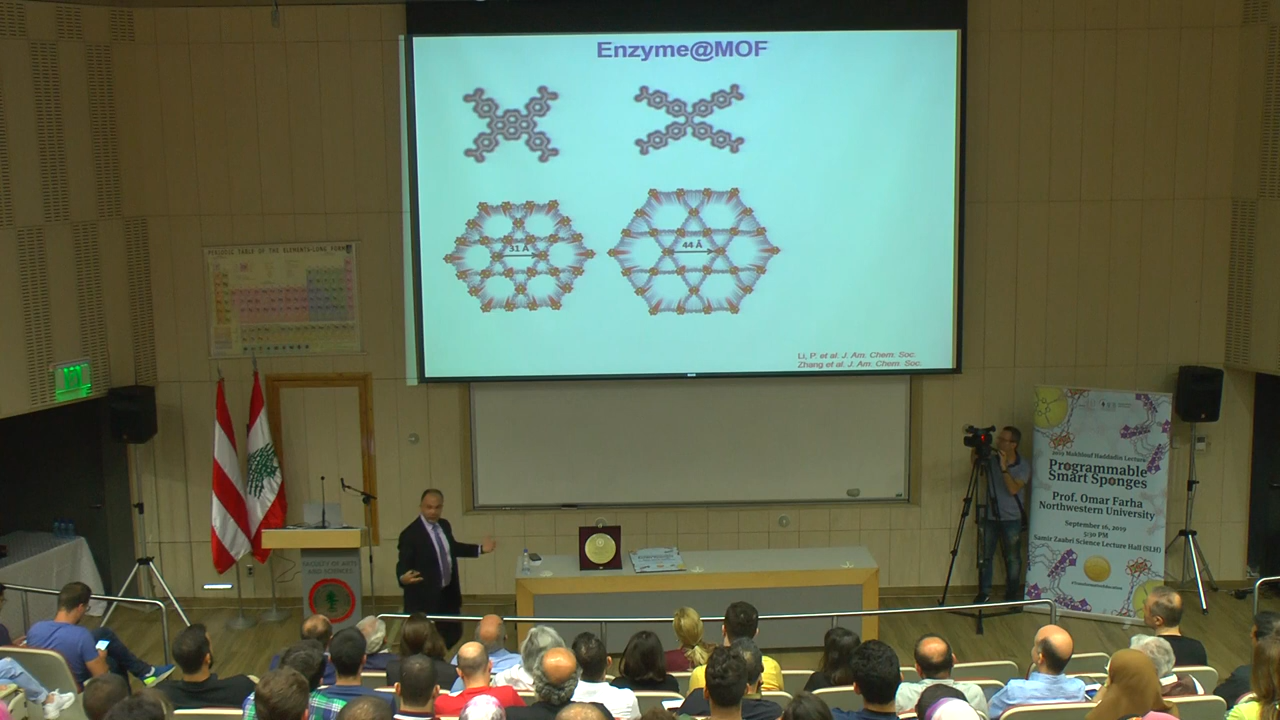 Enzyme@MOF
31 Å
44 Å
Li, P. et al. J. Am. Chem. Soc.
Zhang et al. J. Am. Chem. Soc.
PERIODIC TABLE OF THE ELEMENTS-LONG FORM
FACULTY OF ARTS
AND SCIENCES
2019 Makhlouf Haddadin Lecture
Programmable
Smart Sponges
Prof. Omar Farha
Northwestern University
September 16, 2019
5:30 PM
Samir Zaabri Science Lecture Hall (SLH)